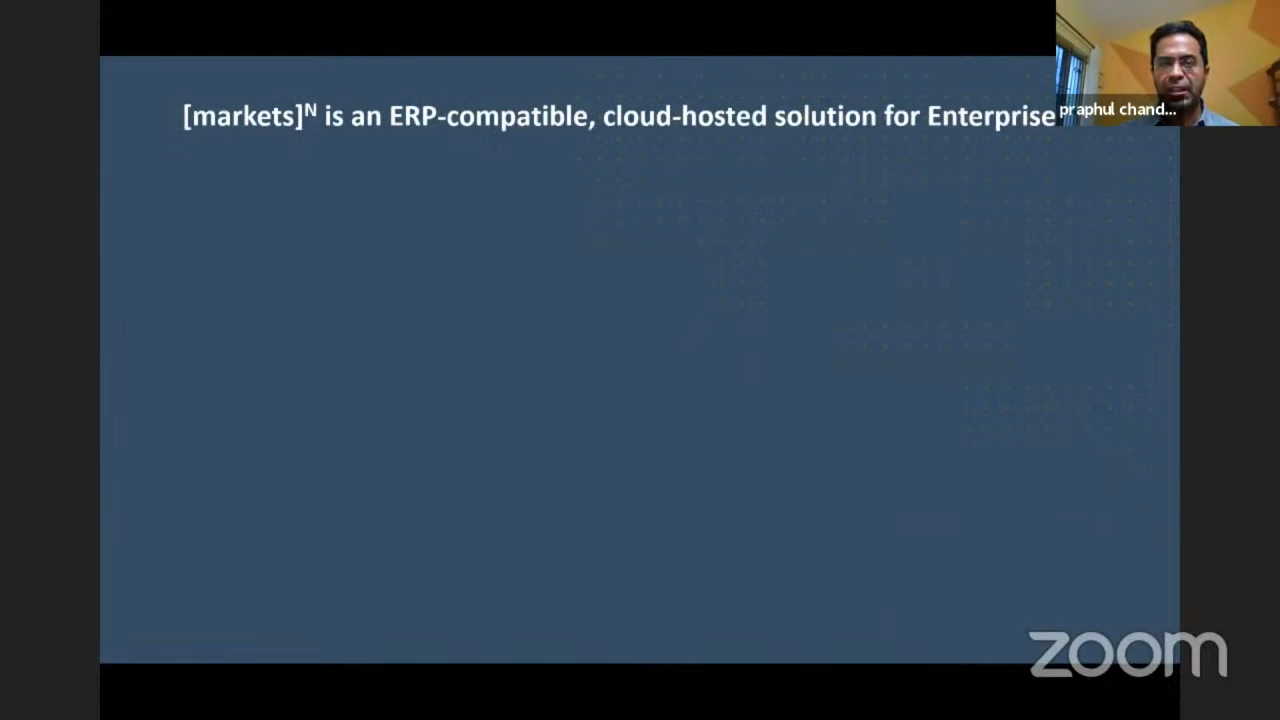 [markets]ᴺ is an ERP-compatible, cloud-hosted solution for Enterprise
praphul chand...
zoom